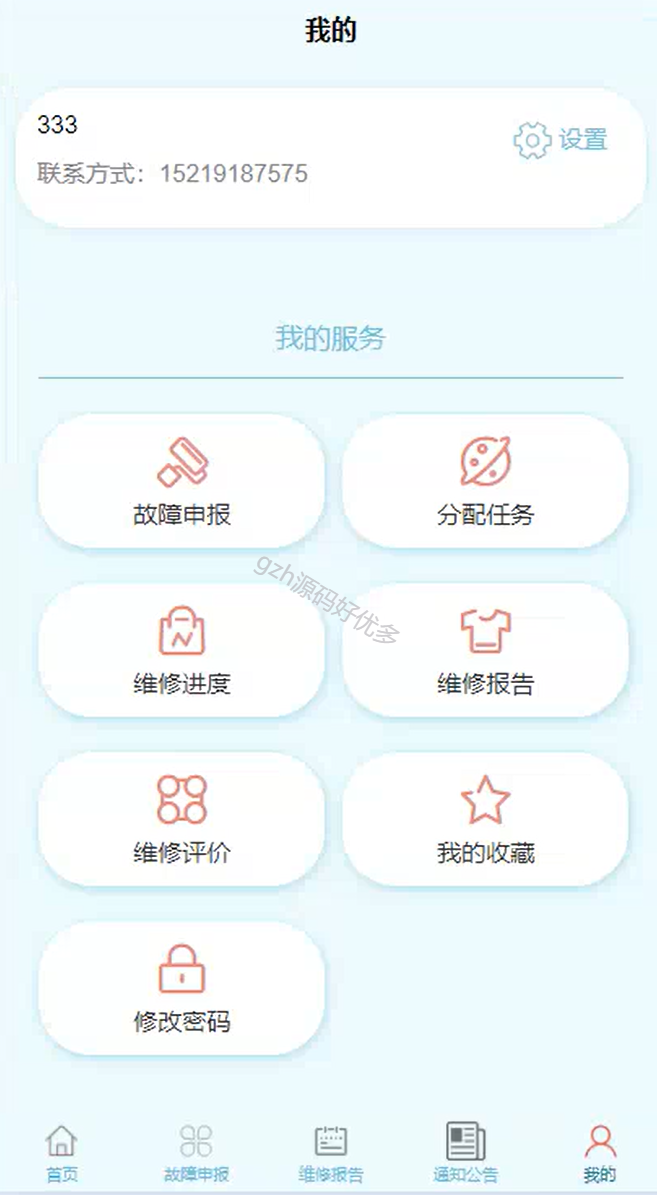 我的
333
设置
联系方式：15219187575
我的服务
故障申报
分配任务
gzh源码好优多
维修进度
维修报告
维修评价
我的收藏
修改密码
首页
故障申报
维修报告
通知公告
我的